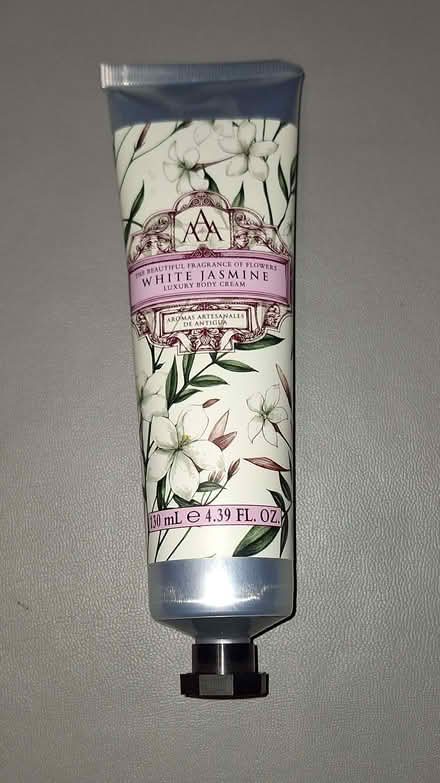 AdeA
THE BEAUTIFUL FRAGRANCE OF FLOWERS
WHITE JASMINE
LUXURY BODY CREAM
AROMAS ARTESANALES
DE ANTIGUA
130 mL ℮ 4.39 FL. OZ.